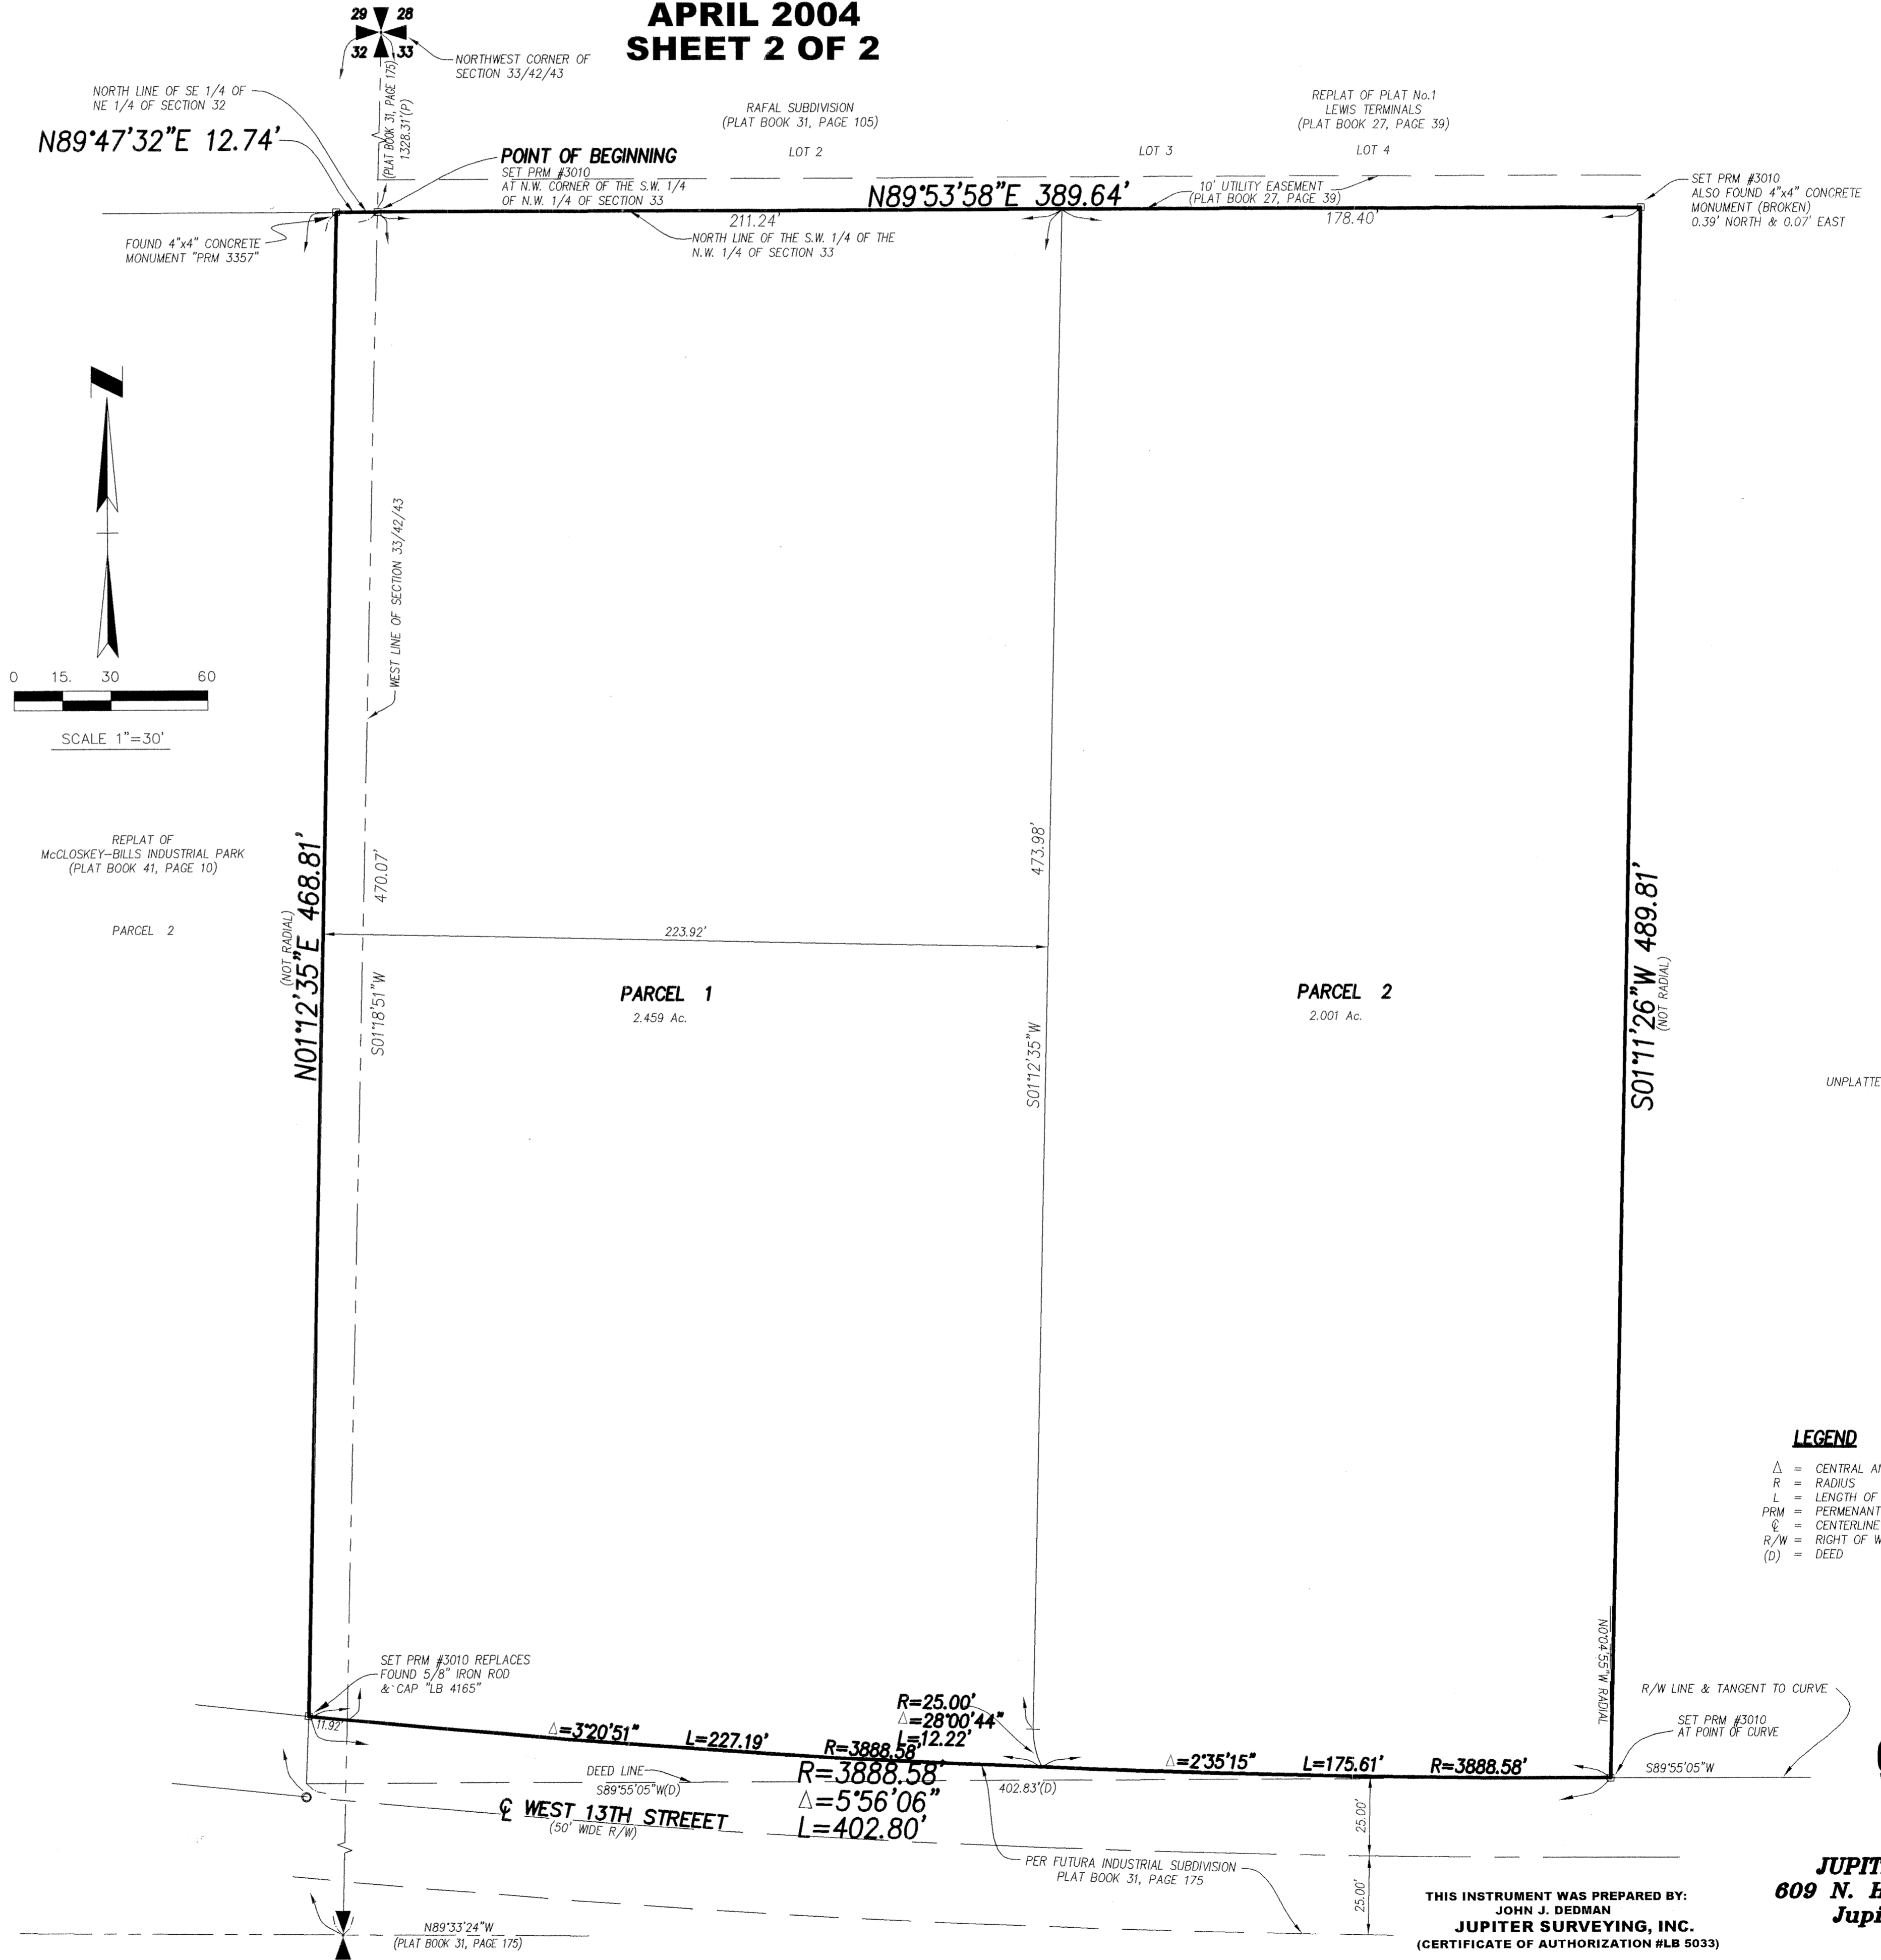 APRIL 2004
SHEET 2 OF 2
29 28
32 33
NORTHWEST CORNER OF
SECTION 33/42/43
(PLAT BOOK 31, PAGE 175)
1328.31'(P)
NORTH LINE OF SE 1/4 OF
NE 1/4 OF SECTION 32
N89°47'32"E 12.74'
RAFAL SUBDIVISION
(PLAT BOOK 31, PAGE 105)
REPLAT OF PLAT No.1
LEWIS TERMINALS
(PLAT BOOK 27, PAGE 39)
LOT 2
LOT 3
LOT 4
POINT OF BEGINNING
SET PRM #3010
AT N.W. CORNER OF THE S.W. 1/4
OF N.W. 1/4 OF SECTION 33
N89°53'58"E 389.64'
10' UTILITY EASEMENT
(PLAT BOOK 27, PAGE 39)
SET PRM #3010
ALSO FOUND 4"x4" CONCRETE
MONUMENT (BROKEN)
0.39' NORTH & 0.07' EAST
211.24'
178.40'
NORTH LINE OF THE S.W. 1/4 OF THE
N.W. 1/4 OF SECTION 33
FOUND 4"x4" CONCRETE
MONUMENT "PRM 3357"
WEST LINE OF SECTION 33/42/43
0 15. 30 60
SCALE 1"=30'
REPLAT OF
McCLOSKEY-BILLS INDUSTRIAL PARK
(PLAT BOOK 41, PAGE 10)
PARCEL 2
N01°12'35"E 468.81'
(NOT RADIAL)
470.07'
S01°18'51"W
223.92'
473.98'
S01°12'35"W
PARCEL 1
2.459 Ac.
PARCEL 2
2.001 Ac.
S01°11'26"W 489.81'
(NOT RADIAL)
UNPLATTE
LEGEND
Δ = CENTRAL AN
R = RADIUS
L = LENGTH OF
PRM = PERMENANT
℄ = CENTERLINE
R/W = RIGHT OF W
(D) = DEED
SET PRM #3010 REPLACES
FOUND 5/8" IRON ROD
& CAP "LB 4165"
11.92'
Δ=3°20'51" L=227.19' R=3888.58'
R=25.00'
Δ=28°00'44"
L=12.22'
Δ=2°35'15" L=175.61' R=3888.58'
N0°04'55"W RADIAL
R/W LINE & TANGENT TO CURVE
SET PRM #3010
AT POINT OF CURVE
S89°55'05"W
DEED LINE
S89°55'05"W(D)
402.83'(D)
R=3888.58'
Δ=5°56'06"
L=402.80'
℄ WEST 13TH STREEET
(50' WIDE R/W)
25.00'
25.00'
PER FUTURA INDUSTRIAL SUBDIVISION
PLAT BOOK 31, PAGE 175
N89°33'24"W
(PLAT BOOK 31, PAGE 175)
THIS INSTRUMENT WAS PREPARED BY:
JOHN J. DEDMAN
JUPITER SURVEYING, INC.
(CERTIFICATE OF AUTHORIZATION #LB 5033)
JUPIT
609 N. H
Jupi